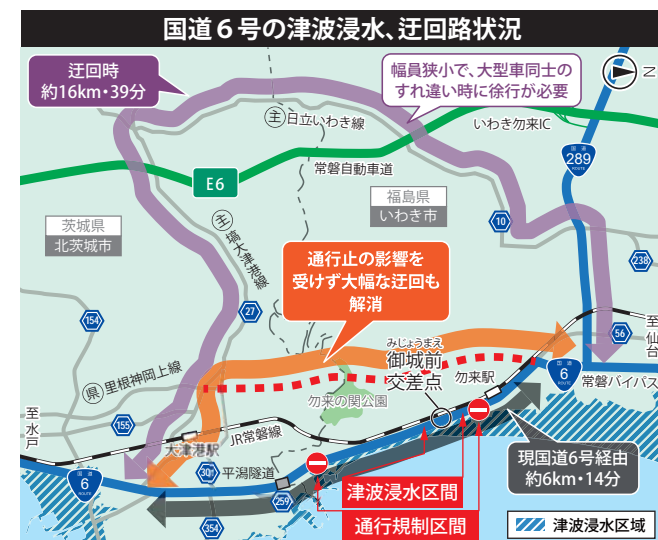 国道６号の津波浸水、迂回路状況
迂回時
約16km・39分
幅員狭小で、大型車同士の
すれ違い時に徐行が必要
N
主 日立いわき線
いわき勿来IC
国道
289
ROUTE
常磐自動車道
E6
福島県
いわき市
茨城県
北茨城市
主 塙大津港線
10
238
通行止の影響を
受けず大幅な迂回も
解消
至仙台
154
27
56
みじょうまえ
御城前
交差点
勿来駅
国道
6
ROUTE
常磐バイパス
県 里根神岡上線
勿来の関公園
至水戸
155
JR常磐線
大津港駅
国道
6
ROUTE
301
平潟隧道
259
354
現国道6号経由
約6km・14分
津波浸水区間
通行規制区間
津波浸水区域